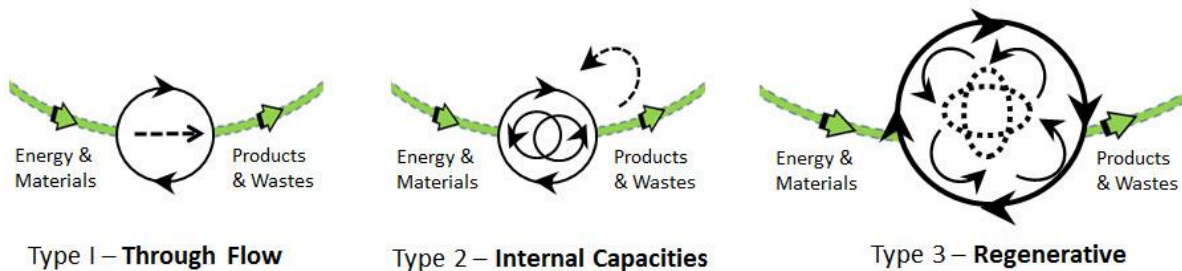 Energy &
Materials
Products
& Wastes
Type I – Through Flow
Energy &
Materials
Products
& Wastes
Type 2 – Internal Capacities
Energy &
Materials
Products
& Wastes
Type 3 – Regenerative